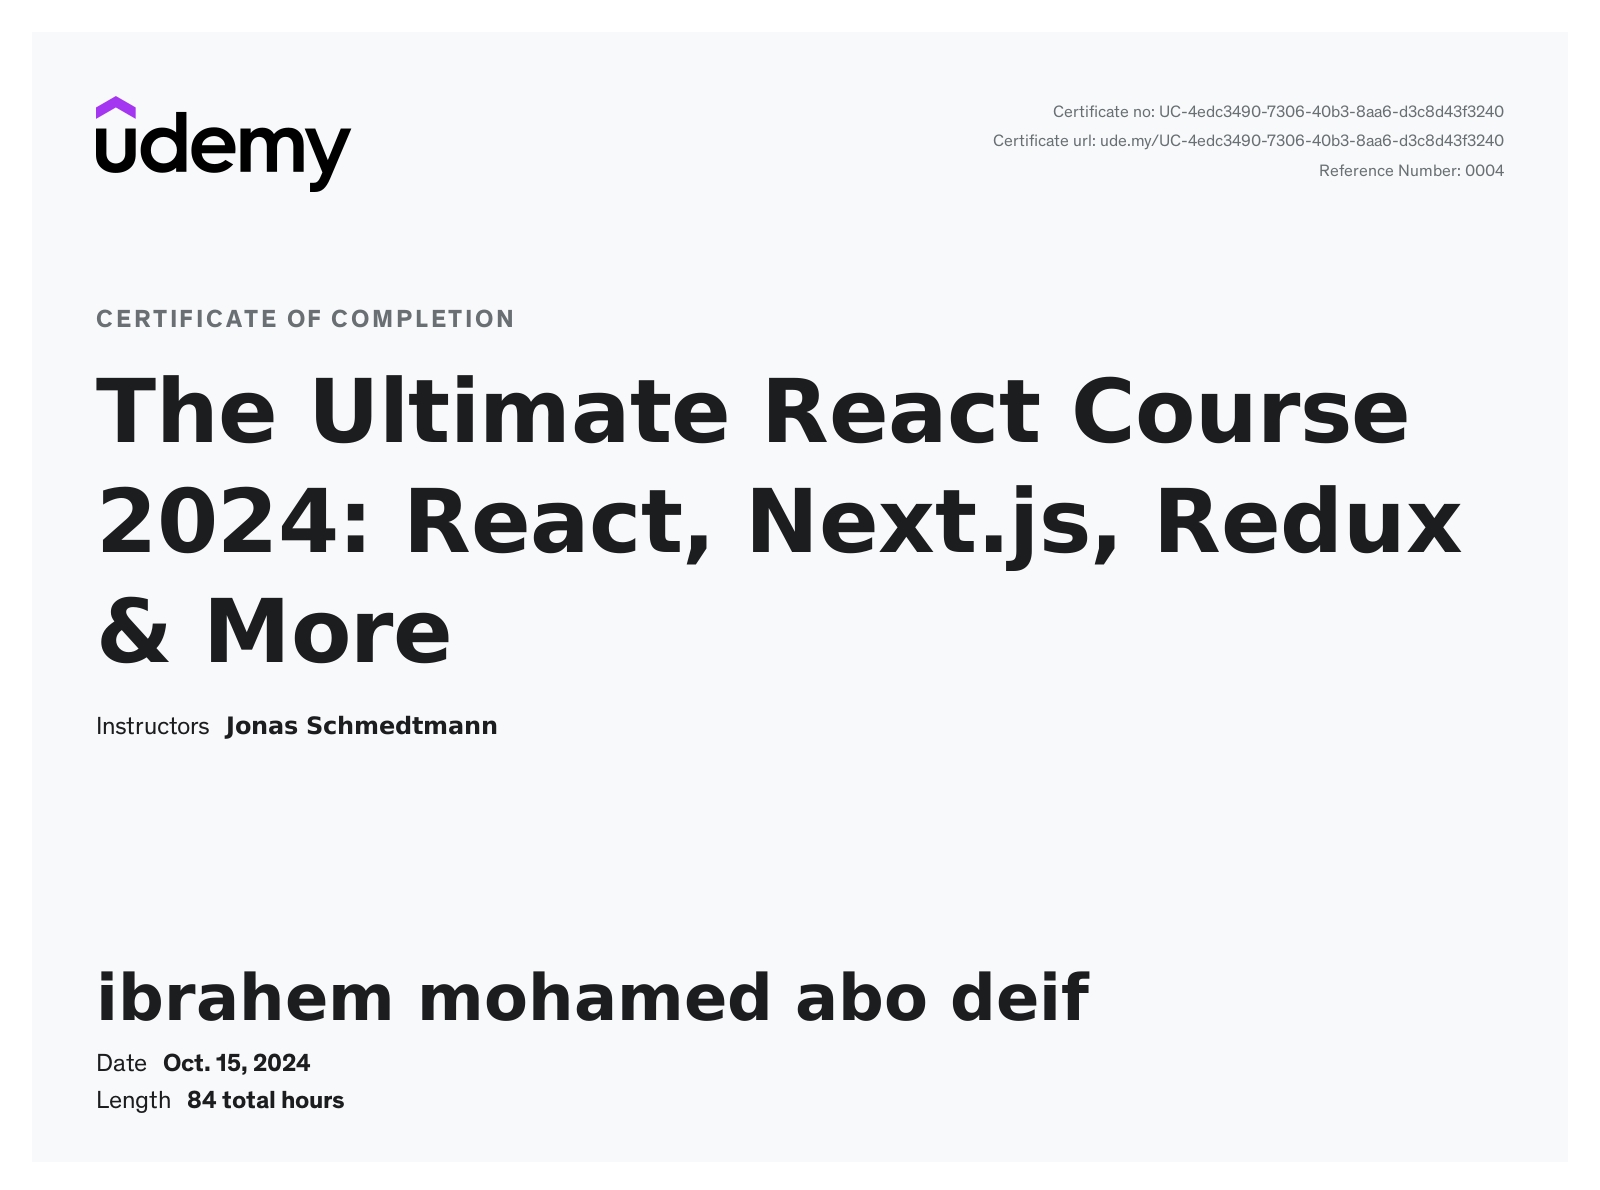 udemy
Certificate no: UC-4edc3490-7306-40b3-8aa6-d3c8d43f3240
Certificate url: ude.my/UC-4edc3490-7306-40b3-8aa6-d3c8d43f3240
Reference Number: 0004
CERTIFICATE OF COMPLETION
The Ultimate React Course
2024: React, Next.js, Redux
& More
Instructors Jonas Schmedtmann
ibrahem mohamed abo deif
Date Oct. 15, 2024
Length 84 total hours